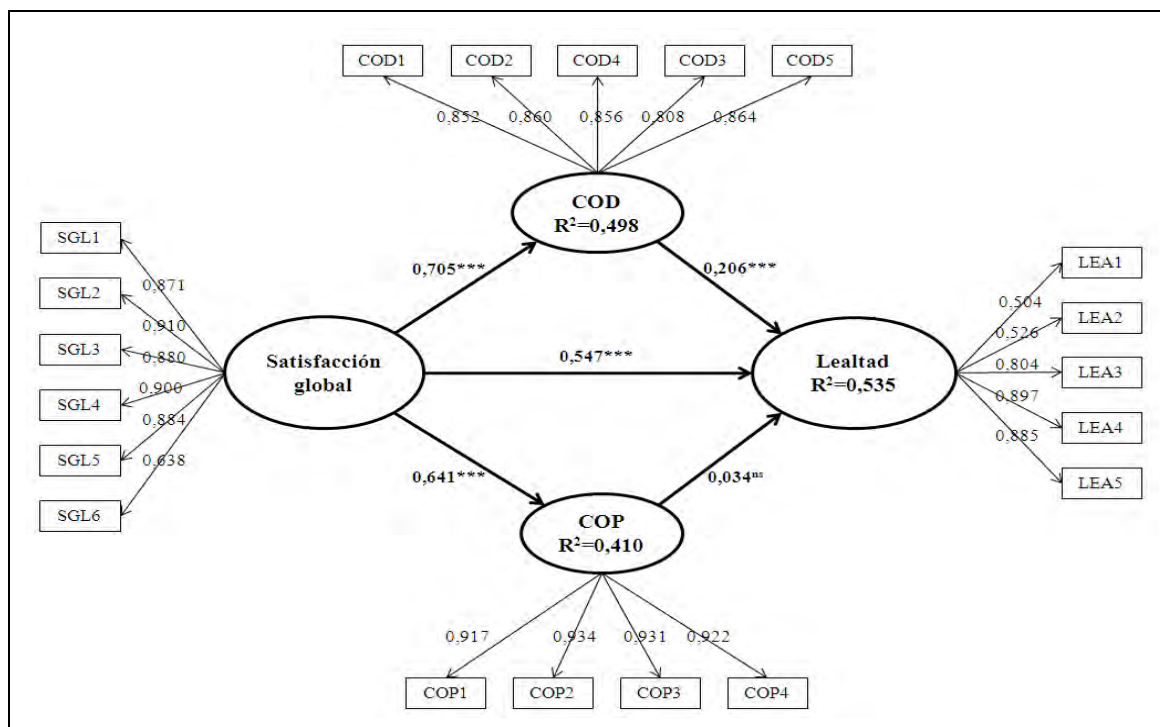 COD1 COD2 COD4 COD3 COD5
0,852 0,860 0,856 0,808 0,864
COD
R²=0,498
SGL1
SGL2
SGL3
SGL4
SGL5
SGL6
0,871
0,910
0,880
0,900
0,884
0,638
0,705***
0,206***
Satisfacción
global
0,547***
Lealtad
R²=0,535
0,504
0,526
0,804
0,897
0,885
LEA1
LEA2
LEA3
LEA4
LEA5
0,641***
0,034ⁿˢ
COP
R²=0,410
0,917 0,934 0,931 0,922
COP1 COP2 COP3 COP4